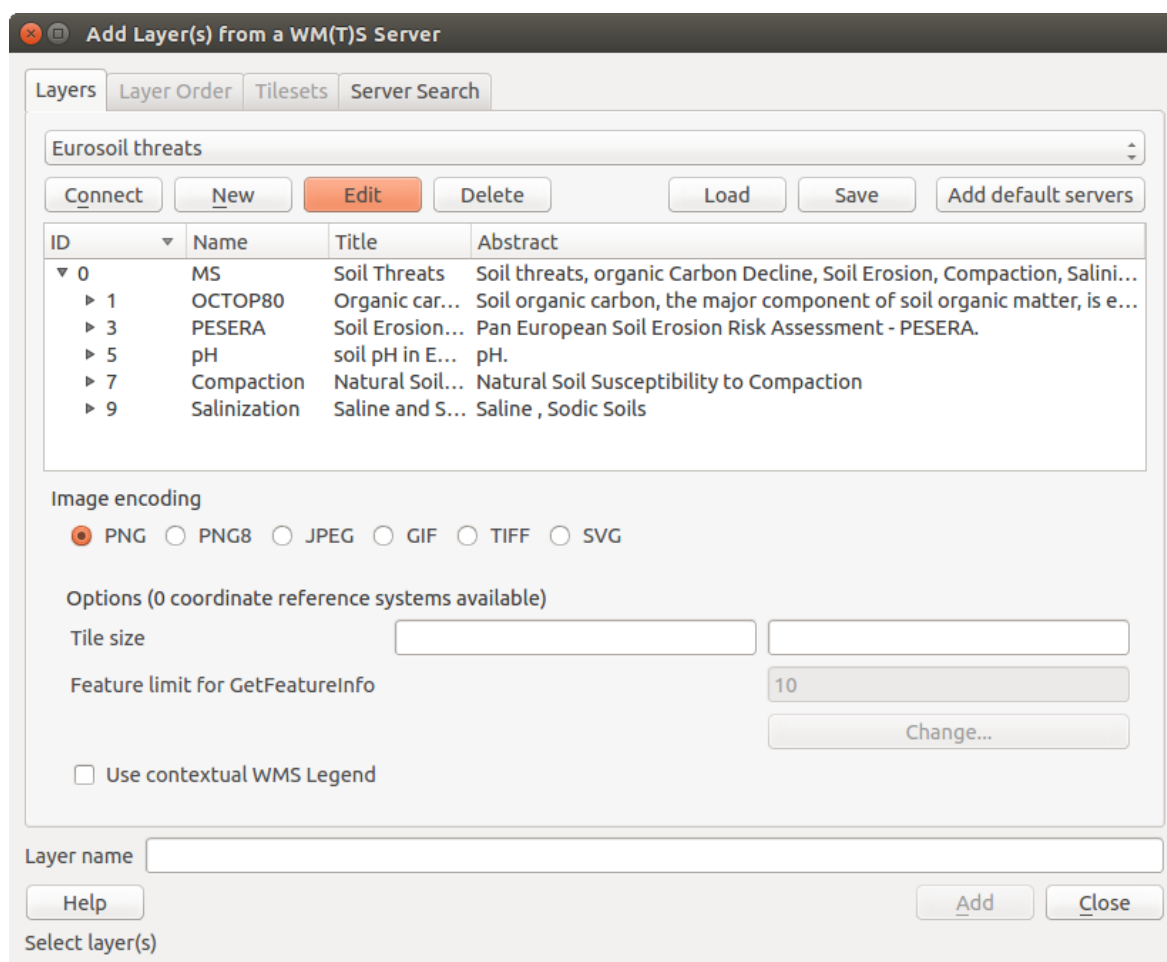 Add Layer(s) from a WM(T)S Server
Layers Layer Order Tilesets Server Search
Eurosoil threats
Connect New Edit Delete Load Save Add default servers
ID Name Title Abstract
0 MS Soil Threats Soil threats, organic Carbon Decline, Soil Erosion, Compaction, Salini...
1 OCTOP80 Organic car... Soil organic carbon, the major component of soil organic matter, is e...
3 PESERA Soil Erosion... Pan European Soil Erosion Risk Assessment - PESERA.
5 pH soil pH in E... pH.
7 Compaction Natural Soil... Natural Soil Susceptibility to Compaction
9 Salinization Saline and S... Saline , Sodic Soils
Image encoding
PNG PNG8 JPEG GIF TIFF SVG
Options (0 coordinate reference systems available)
Tile size
Feature limit for GetFeatureInfo 10
Change...
Use contextual WMS Legend
Layer name
Help Add Close
Select layer(s)